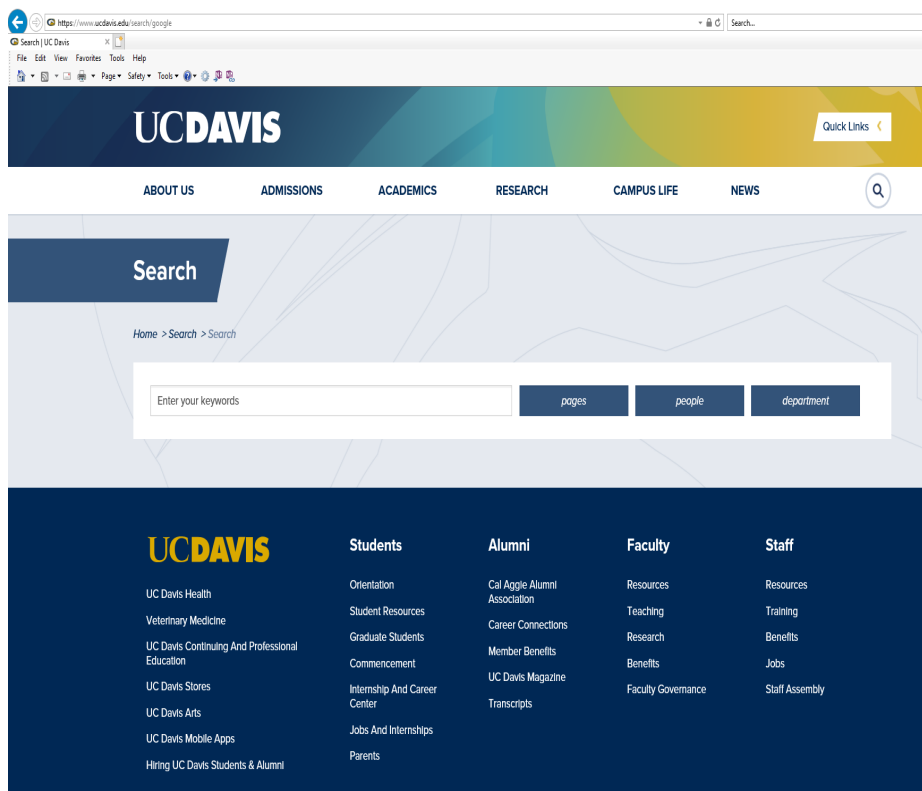 https://www.ucdavis.edu/search/google
Search...
Search | UC Davis
File Edit View Favorites Tools Help
Page Safety Tools
UCDAVIS
Quick Links
ABOUT US ADMISSIONS ACADEMICS RESEARCH CAMPUS LIFE NEWS
Search
Home > Search > Search
Enter your keywords
pages
people
department
UCDAVIS
UC Davis Health
Veterinary Medicine
UC Davis Continuing And Professional
Education
UC Davis Stores
UC Davis Arts
UC Davis Mobile Apps
Hiring UC Davis Students & Alumni
Students
Orientation
Student Resources
Graduate Students
Commencement
Internship And Career
Center
Jobs And Internships
Parents
Alumni
Cal Aggie Alumni
Association
Career Connections
Member Benefits
UC Davis Magazine
Transcripts
Faculty
Resources
Teaching
Research
Benefits
Faculty Governance
Staff
Resources
Training
Benefits
Jobs
Staff Assembly